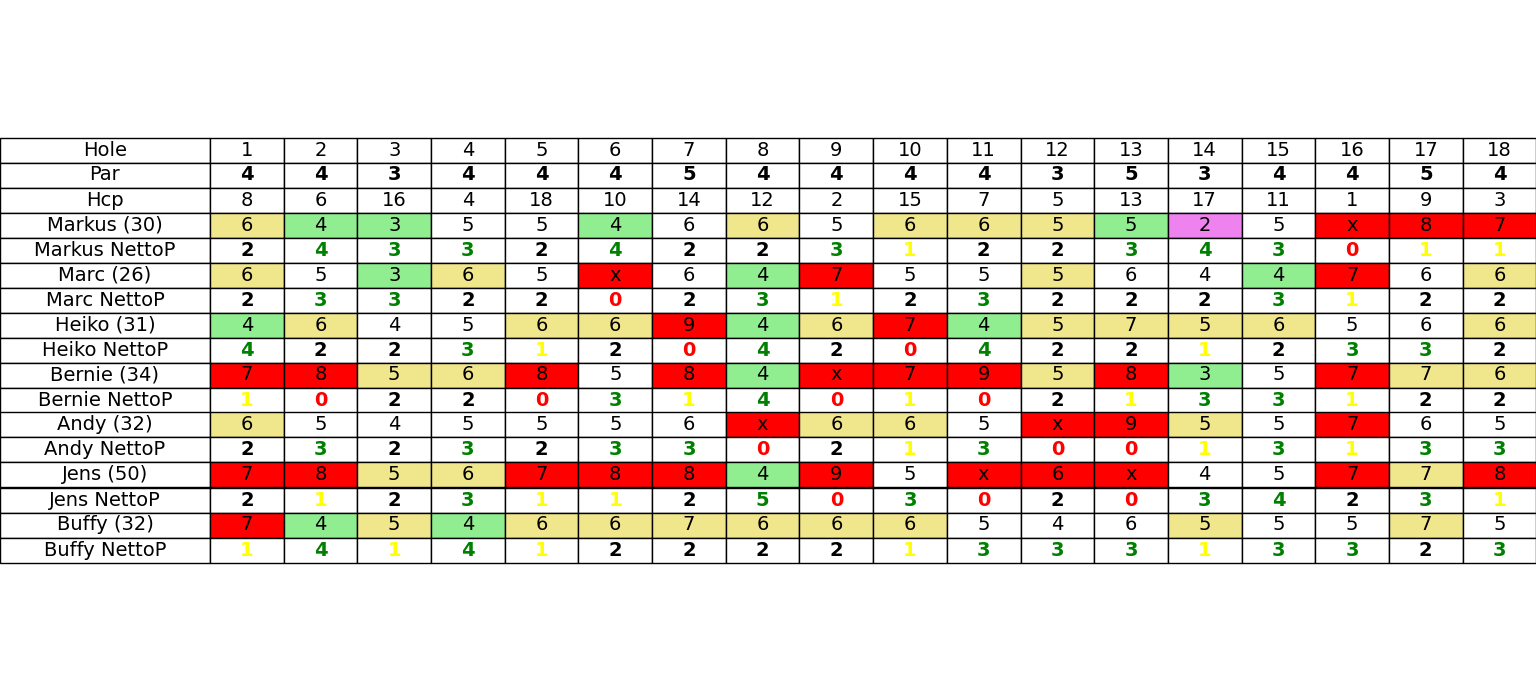 Hole 1 2 3 4 5 6 7 8 9 10 11 12 13 14 15 16 17 18
Par 4 4 3 4 4 4 5 4 4 4 4 3 5 3 4 4 5 4
Hcp 8 6 16 4 18 10 14 12 2 15 7 5 13 17 11 1 9 3
Markus (30) 6 4 3 5 5 4 6 6 5 6 6 5 5 2 5 x 8 7
Markus NettoP 2 4 3 3 2 4 2 2 3 1 2 2 3 4 3 0 1 1
Marc (26) 6 5 3 6 5 x 6 4 7 5 5 5 6 4 4 7 6 6
Marc NettoP 2 3 3 2 2 0 2 3 1 2 3 2 2 2 3 1 2 2
Heiko (31) 4 6 4 5 6 6 9 4 6 7 4 5 7 5 6 5 6 6
Heiko NettoP 4 2 2 3 1 2 0 4 2 0 4 2 2 1 2 3 3 2
Bernie (34) 7 8 5 6 8 5 8 4 x 7 9 5 8 3 5 7 7 6
Bernie NettoP 1 0 2 2 0 3 1 4 0 1 0 2 1 3 3 1 2 2
Andy (32) 6 5 4 5 5 5 6 x 6 6 5 x 9 5 5 7 6 5
Andy NettoP 2 3 2 3 2 3 3 0 2 1 3 0 0 1 3 1 3 3
Jens (50) 7 8 5 6 7 8 8 4 9 5 x 6 x 4 5 7 7 8
Jens NettoP 2 1 2 3 1 1 2 5 0 3 0 2 0 3 4 2 3 1
Buffy (32) 7 4 5 4 6 6 7 6 6 6 5 4 6 5 5 5 7 5
Buffy NettoP 1 4 1 4 1 2 2 2 2 1 3 3 3 1 3 3 2 3